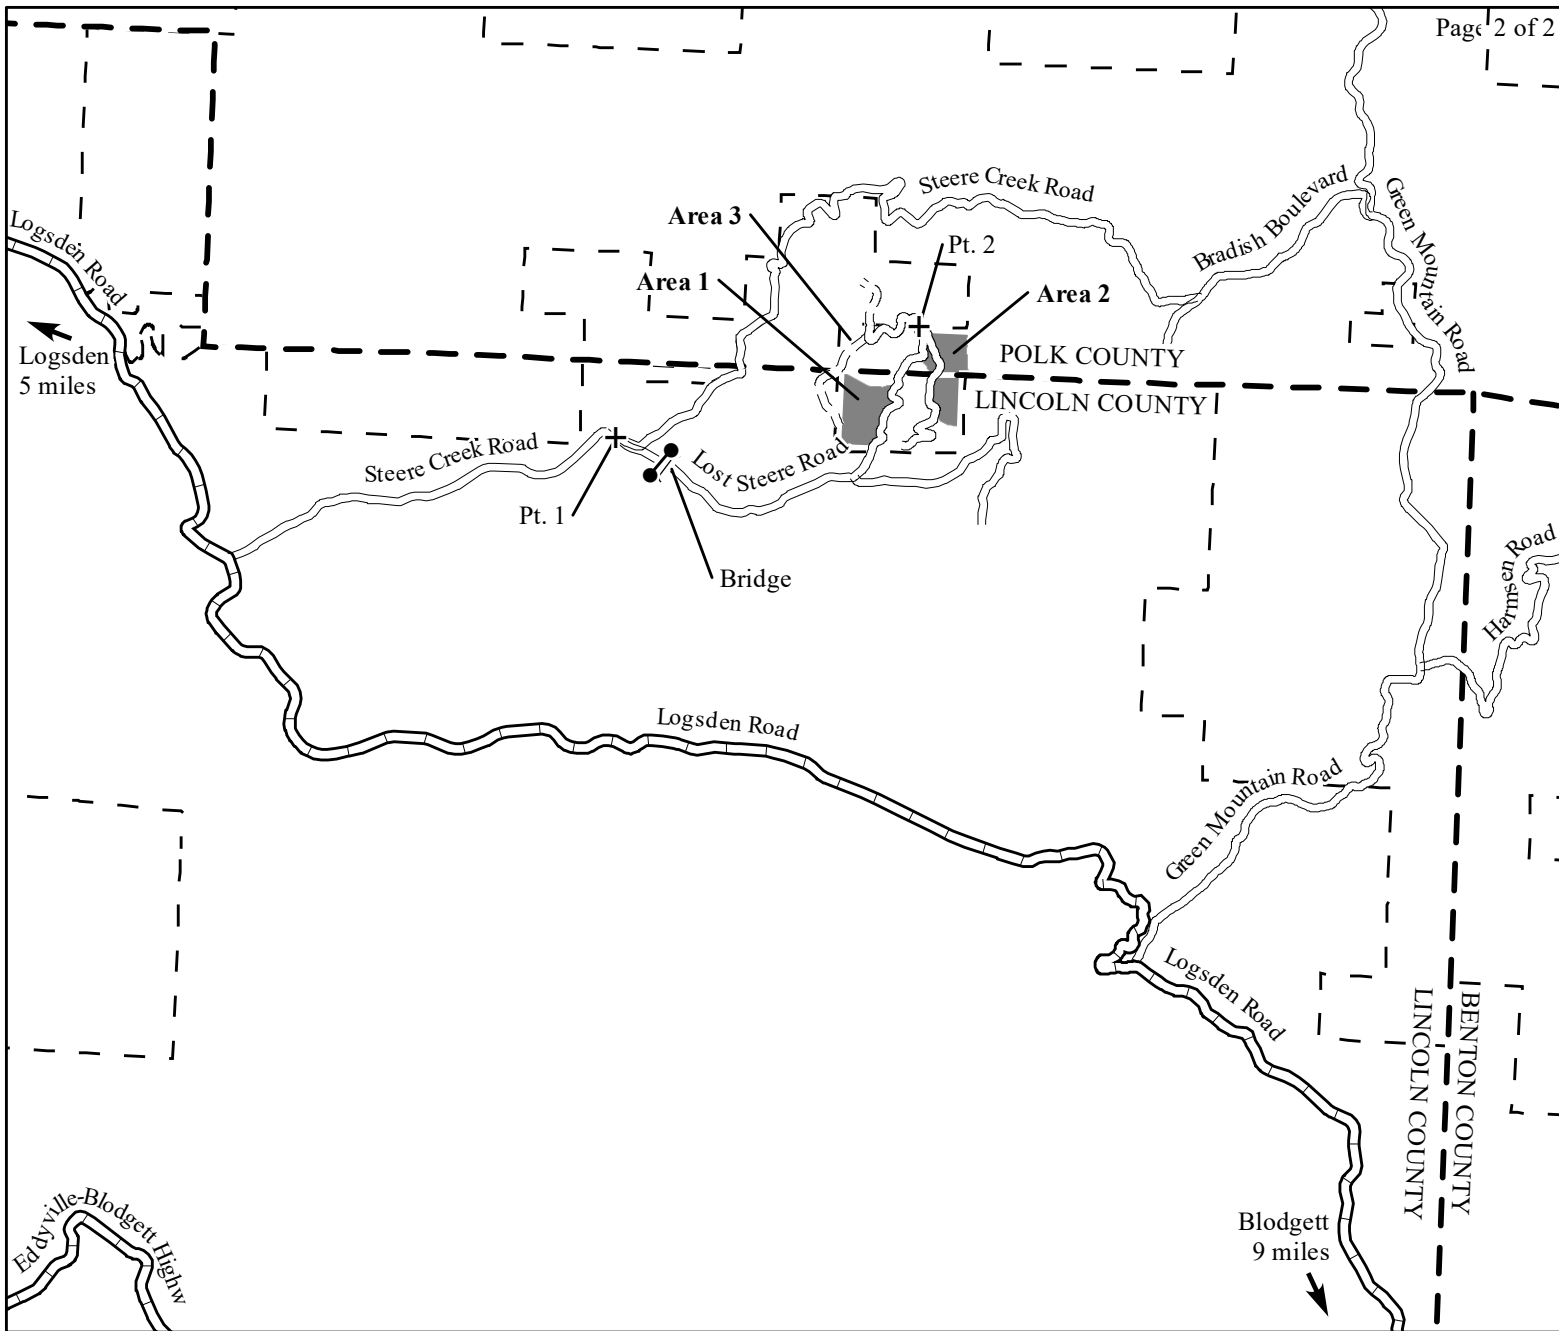 Page 2 of 2
Steere Creek Road
Bradish Boulevard
Green Mountain Road
Logsden Road
Area 3
Pt. 2
Area 1
Area 2
Logsden
5 miles
POLK COUNTY
LINCOLN COUNTY
Steere Creek Road
Lost Steere Road
Pt. 1
Bridge
Harmsen Road
Logsden Road
Green Mountain Road
Logsden Road
LINCOLN COUNTY
BENTON COUNTY
Eddyville-Blodgett Highw
Blodgett
9 miles